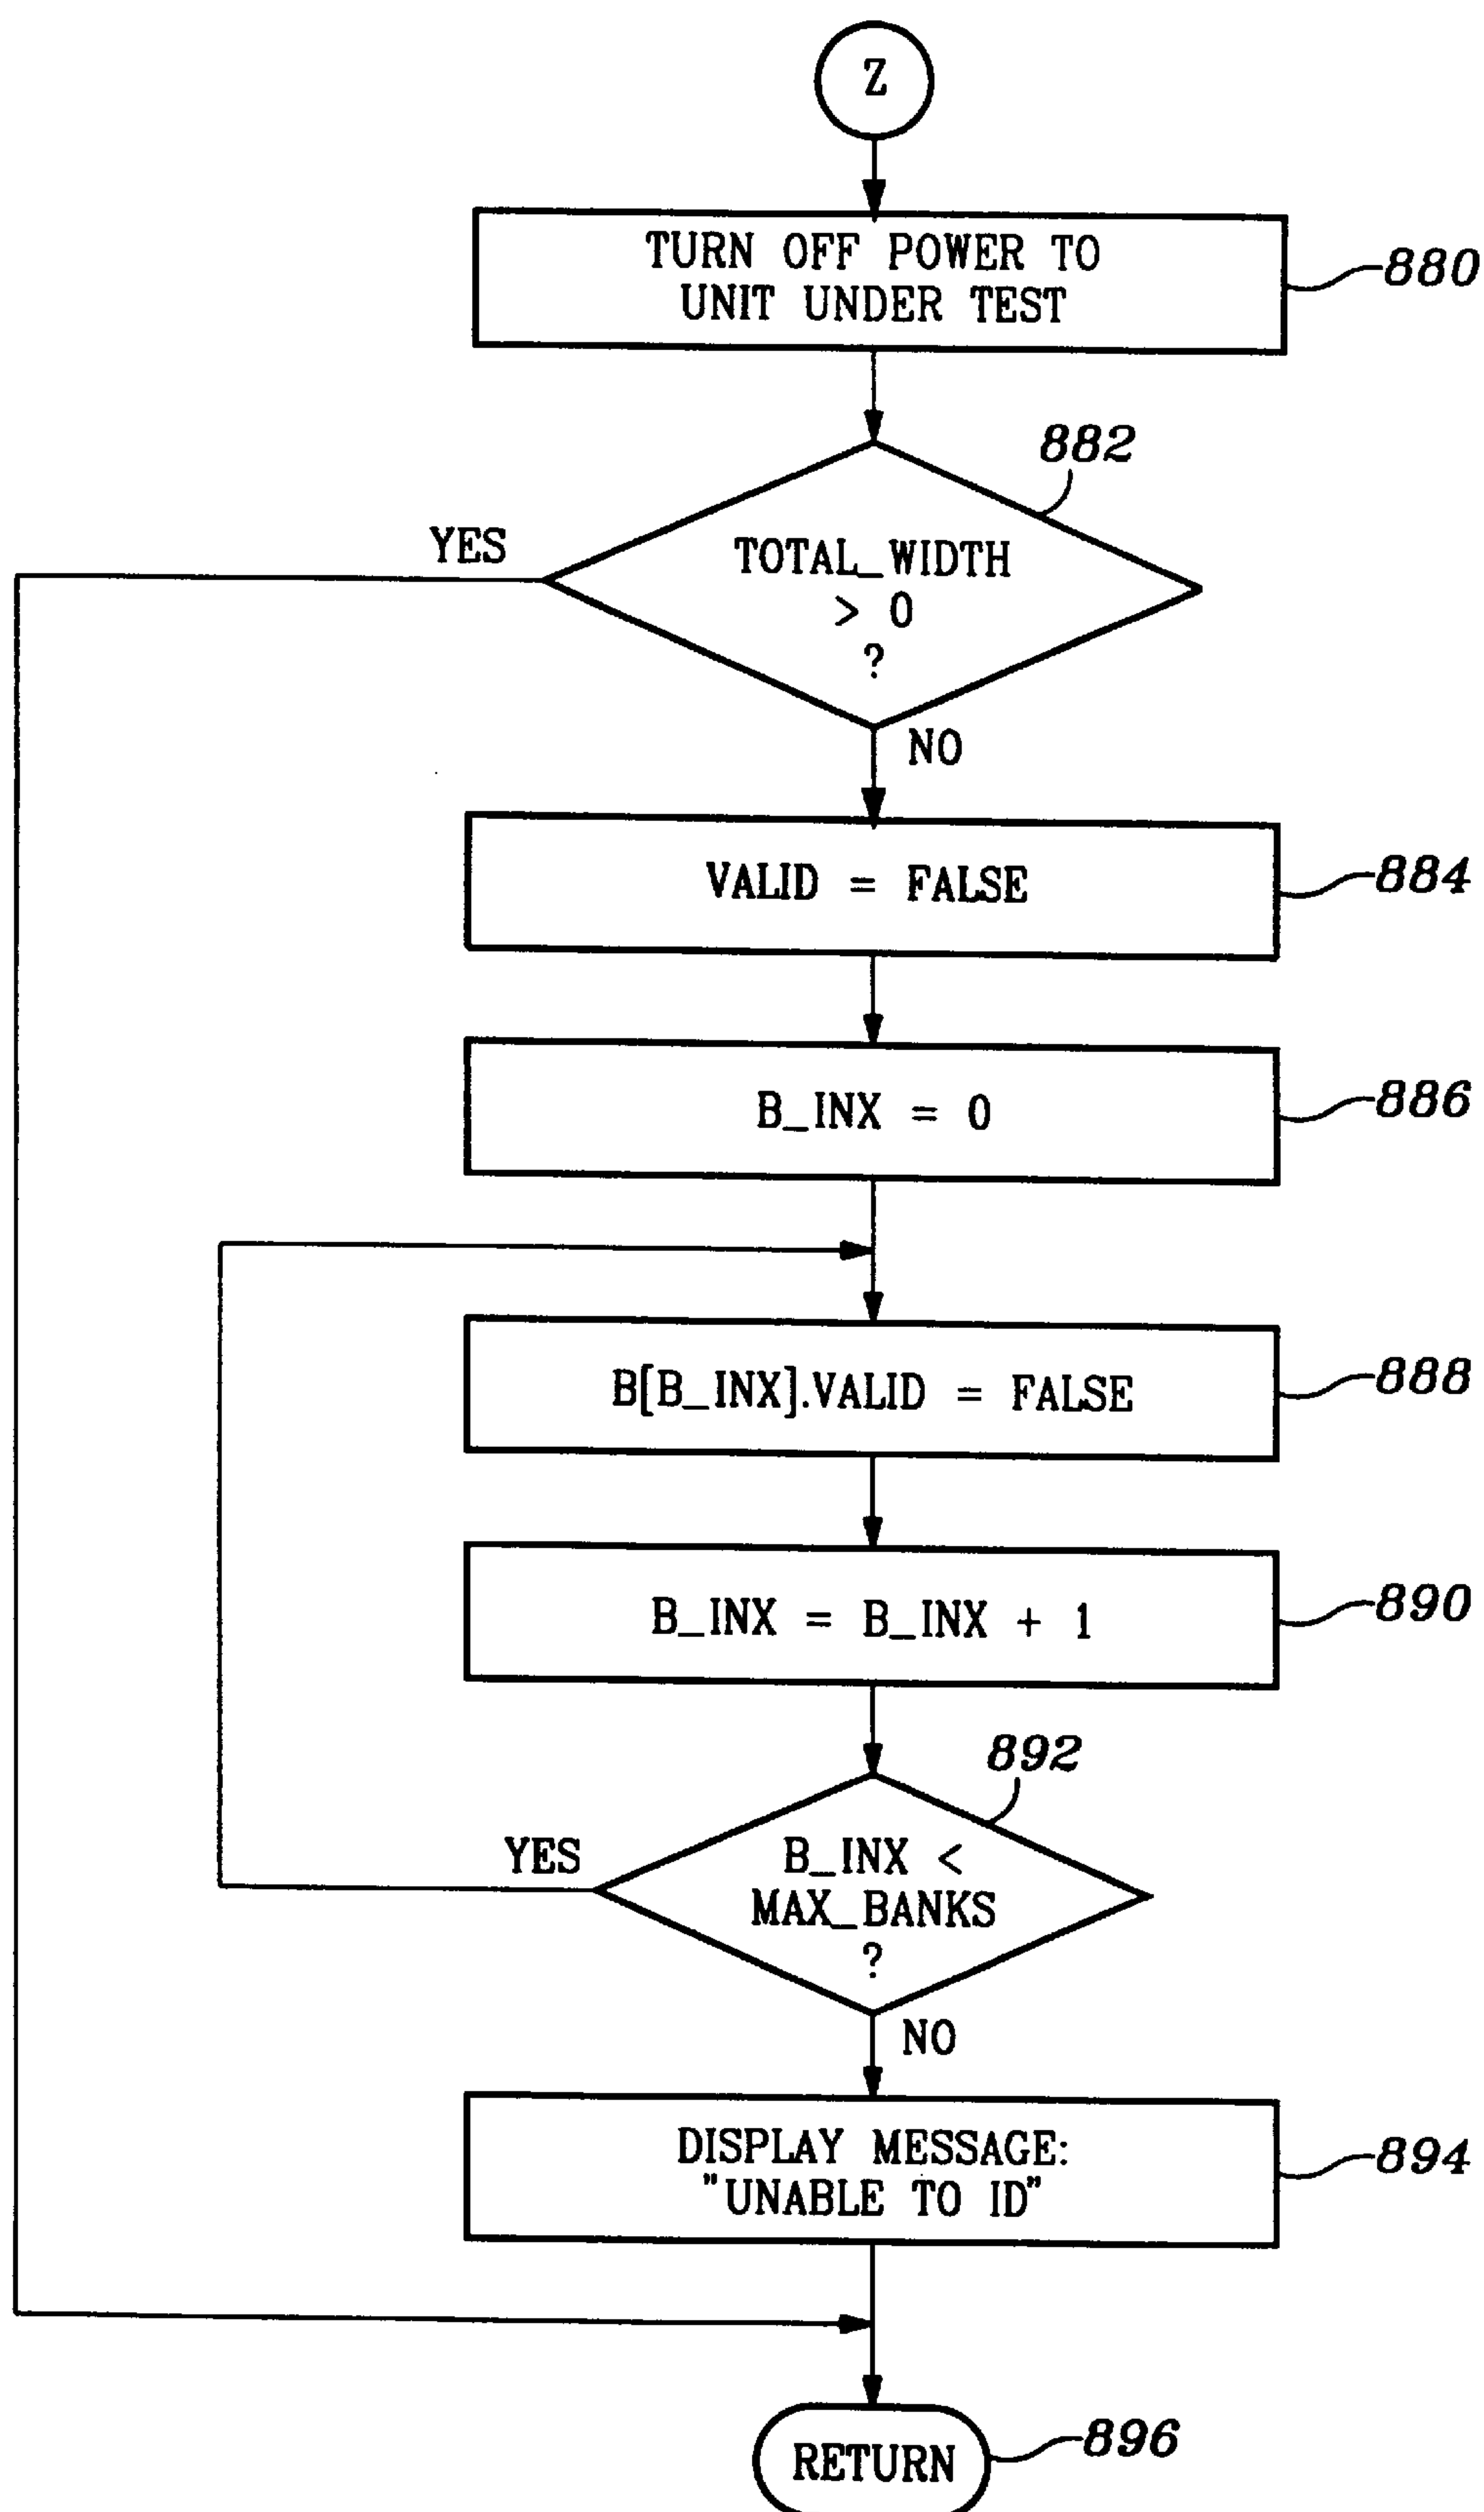 Z
TURN OFF POWER TO
UNIT UNDER TEST
880
882
YES
TOTAL_WIDTH
> 0
?
NO
VALID = FALSE
884
B_INX = 0
886
B[B_INX].VALID = FALSE
888
B_INX = B_INX + 1
890
892
YES
B_INX <
MAX_BANKS
?
NO
DISPLAY MESSAGE:
"UNABLE TO ID"
894
RETURN
896